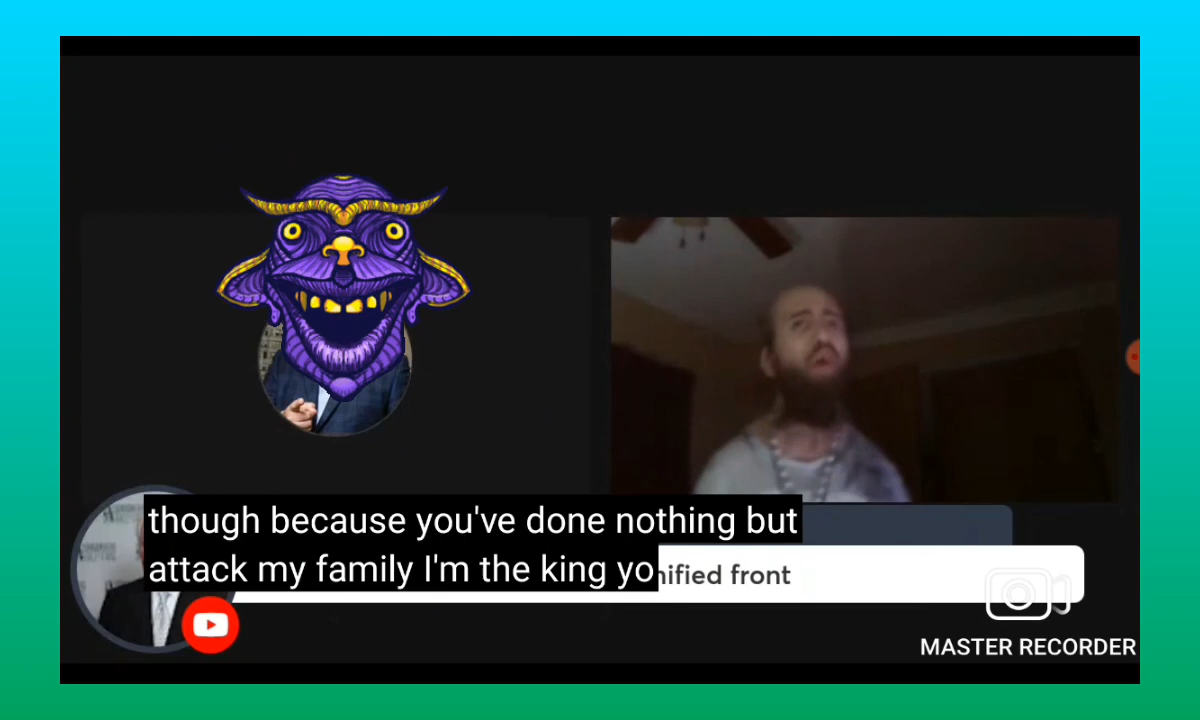 though because you've done nothing but
attack my family I'm the king yo
nified front
MASTER RECORDER